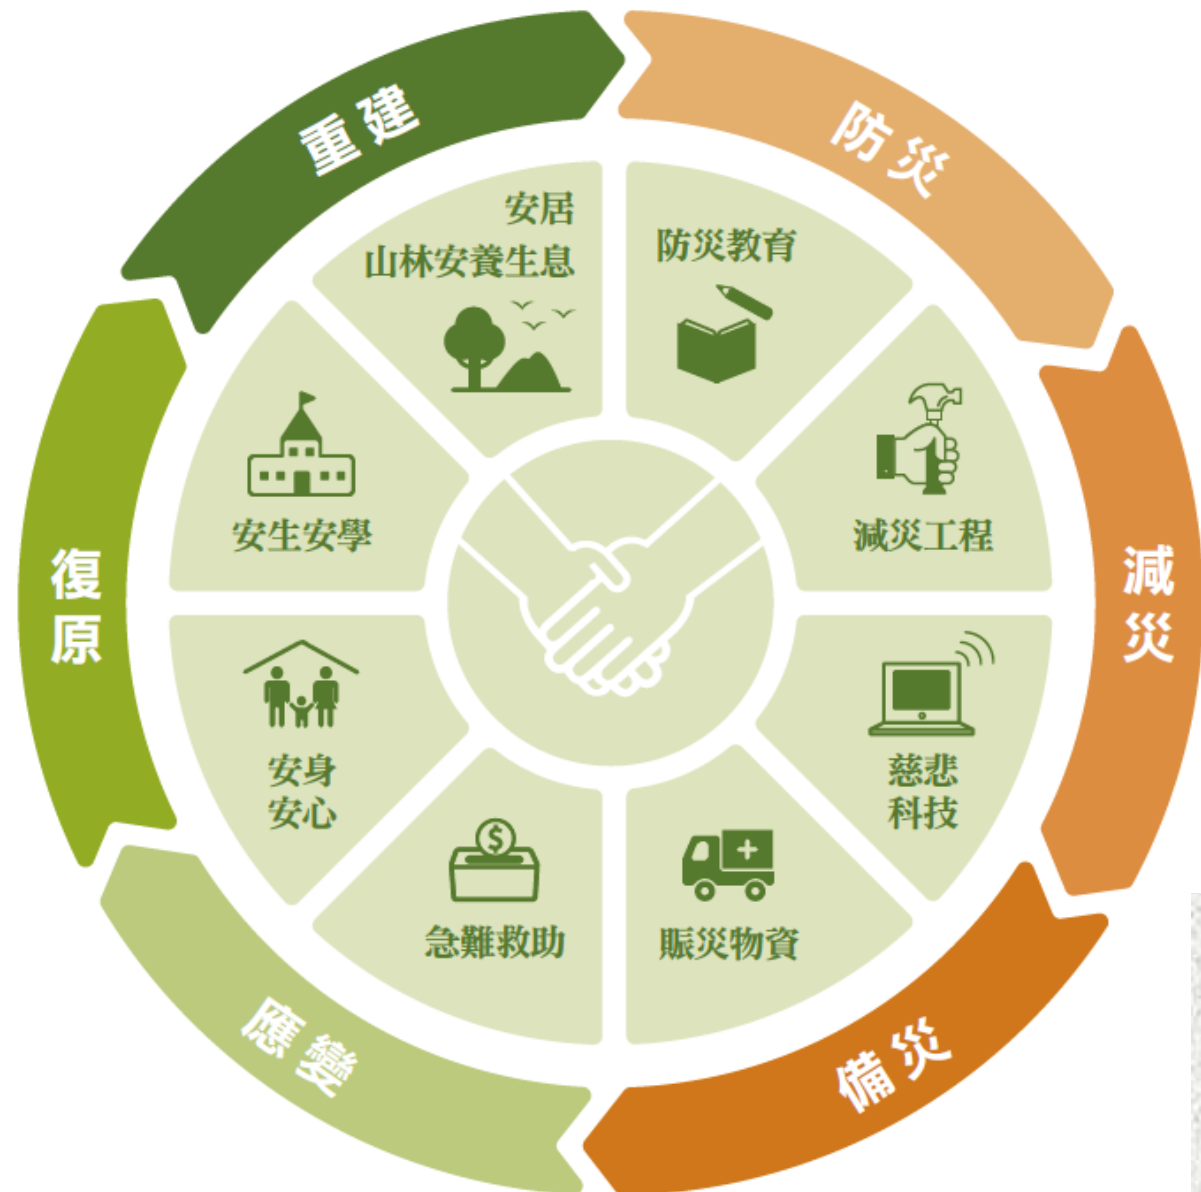 重建
防災
減災
備災
應變
復原
安居
山林安養生息
防災教育
減災工程
慈悲
科技
賑災物資
急難救助
安身
安心
安生安學
$